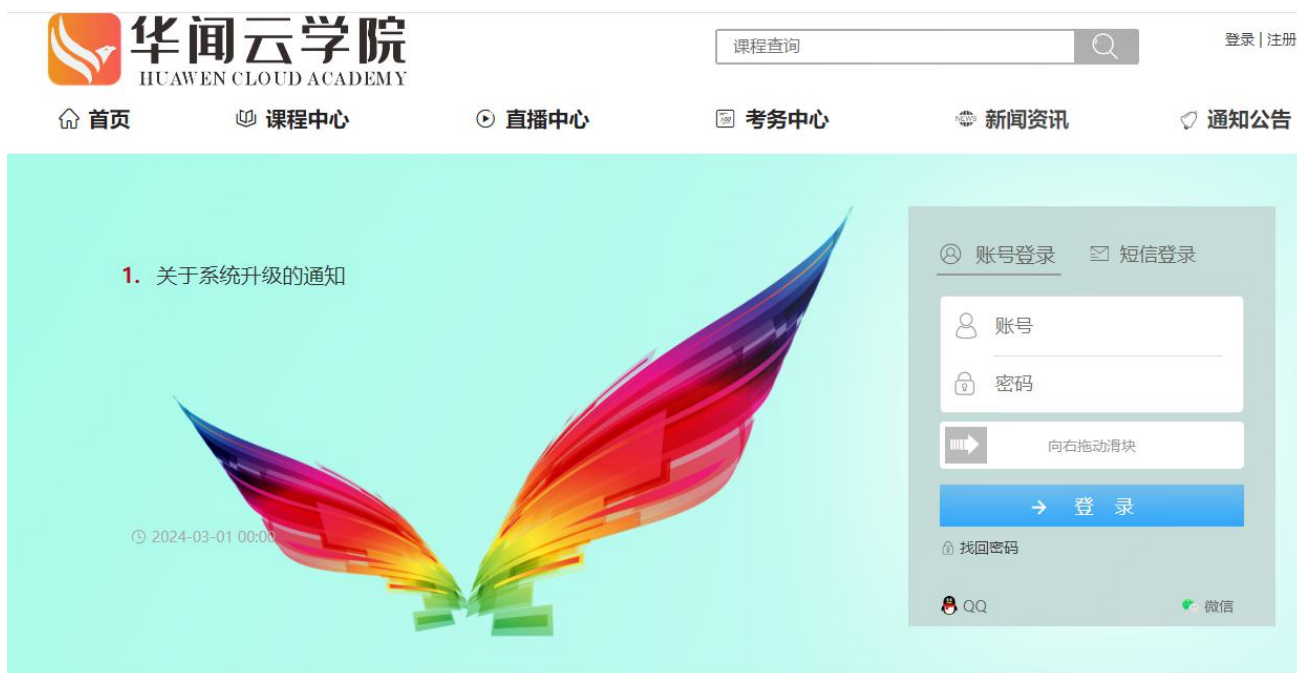 华闻云学院
HUAWEN CLOUD ACADEMY
课程查询
登录 | 注册
首页 课程中心 直播中心 考务中心 NEWS 新闻资讯 通知公告
账号登录 短信登录
1. 关于系统升级的通知
账号
密码
向右拖动滑块
登 录
2024-03-01 00:00
找回密码
QQ 微信